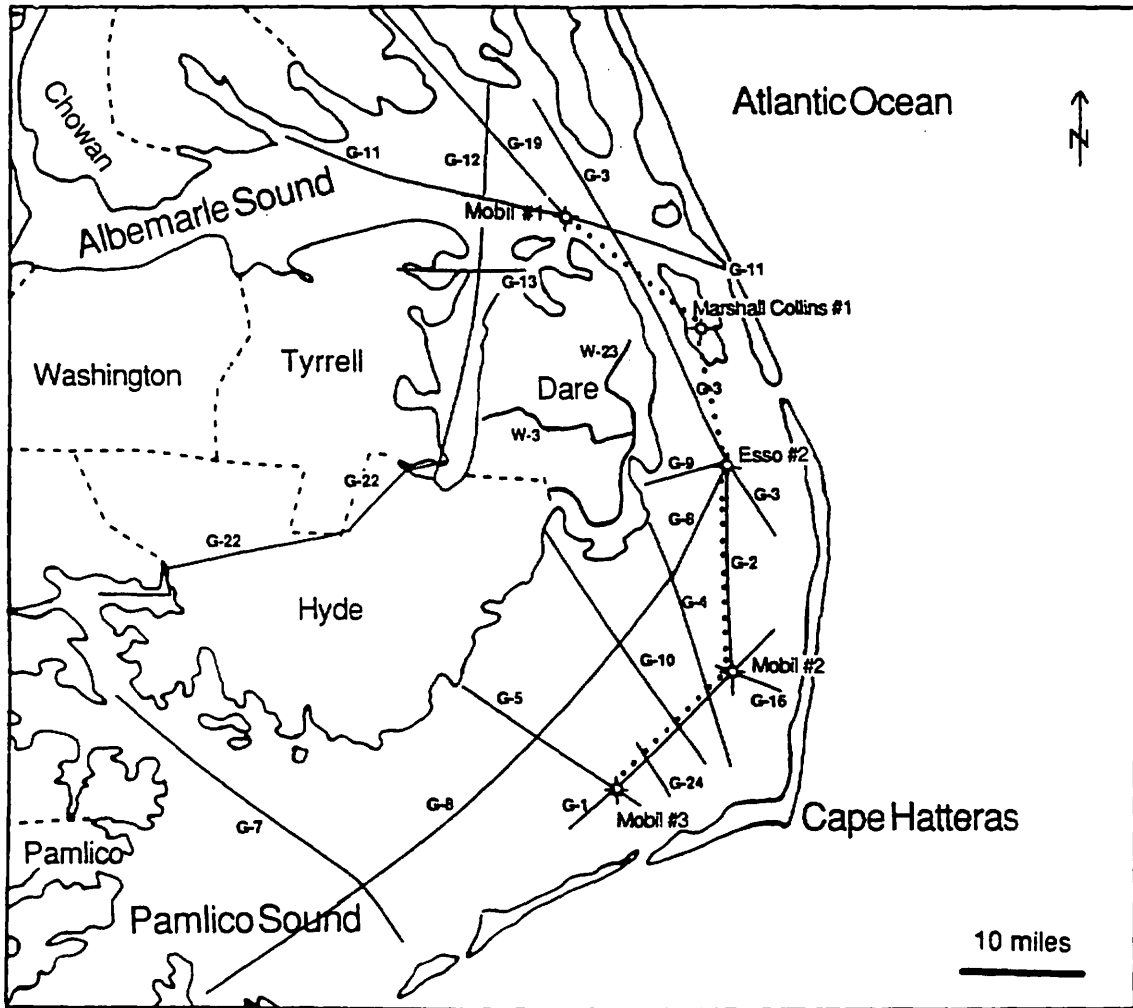 Atlantic Ocean
N
Chowan
G-11
G-12
G-19
G-3
Albemarle Sound
Mobil #1
G-11
G-13
Marshall Collins #1
Washington
Tyrrell
W-23
Dare
G-3
W-3
Esso #2
G-9
G-22
G-3
G-8
G-22
G-2
Hyde
G-4
G-10
Mobil #2
G-5
G-16
G-24
G-8
G-1
Mobil #3
Cape Hatteras
G-7
Pamlico
Pamlico Sound
10 miles